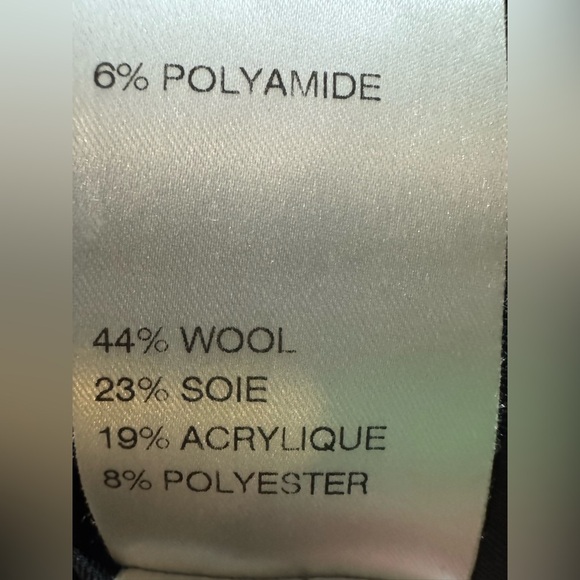 6% POLYAMIDE
44% WOOL
23% SOIE
19% ACRYLIQUE
8% POLYESTER